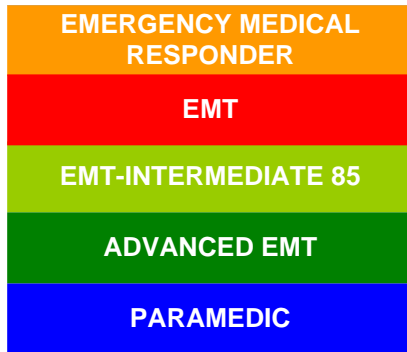 EMERGENCY MEDICAL
RESPONDER
EMT
EMT-INTERMEDIATE 85
ADVANCED EMT
PARAMEDIC